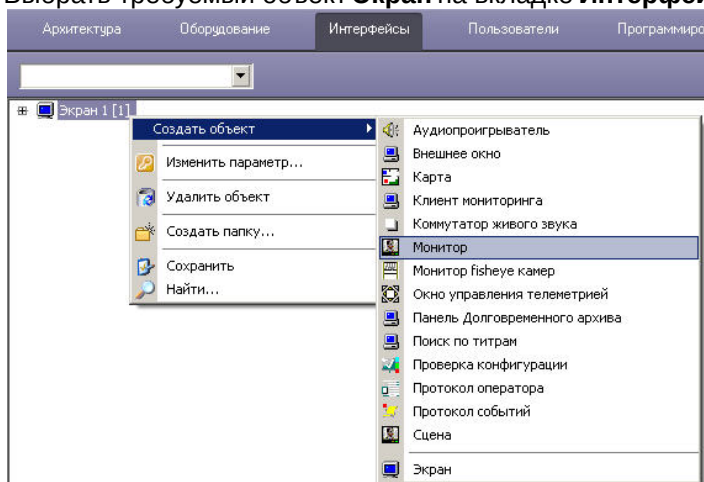 Выбрать требуемый объект Экран на вкладке Интерфей
Архитектура Оборудование Интерфейсы Пользователи Программиро
Экран 1 [1]
Создать объект
Изменить параметр...
Удалить объект
Создать папку...
Сохранить
Найти...
Аудиопроигрыватель
Внешнее окно
Карта
Клиент мониторинга
Коммутатор живого звука
Монитор
Монитор fisheye камер
Окно управления телеметрией
Панель Долговременного архива
Поиск по титрам
Проверка конфигурации
Протокол оператора
Протокол событий
Сцена
Экран